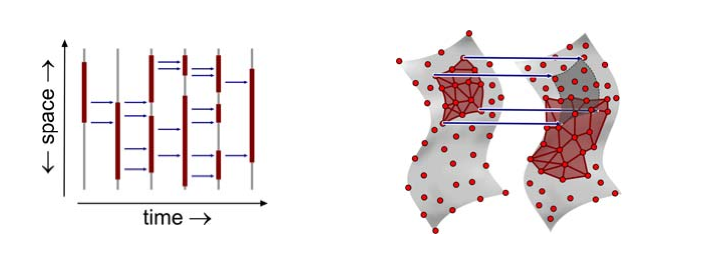 ← space →
time →